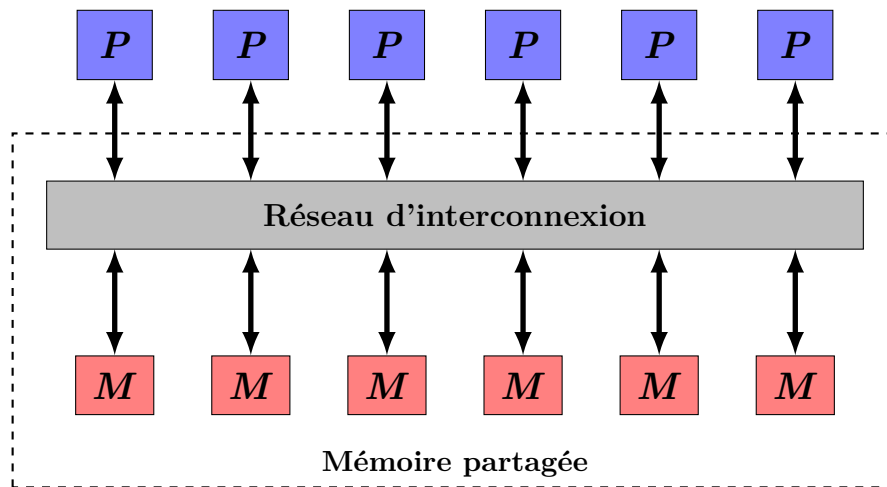 P P P P P P
Réseau d'interconnexion
M M M M M M
Mémoire partagée